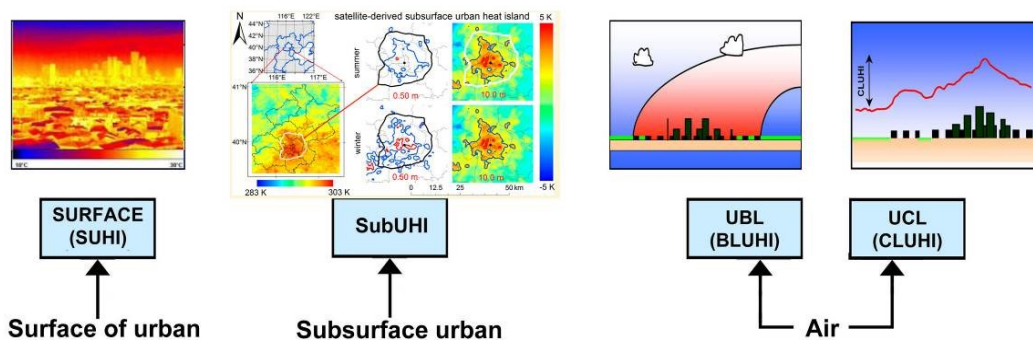 18°C
38°C
N
116°E 122°E
44°N
42°N
40°N
38°N
36°N
116°E
117°E
41°N
40°N
283 K
303 K
satellite-derived subsurface urban heat island
summer
0.50 m
10.0 m
winter
0.50 m
10.0 m
0 12.5 25 50km
5 K
-5 K
CLUHI
SURFACE
(SUHI)
SubUHI
UBL
(BLUHI)
UCL
(CLUHI)
Surface of urban
Subsurface urban
Air